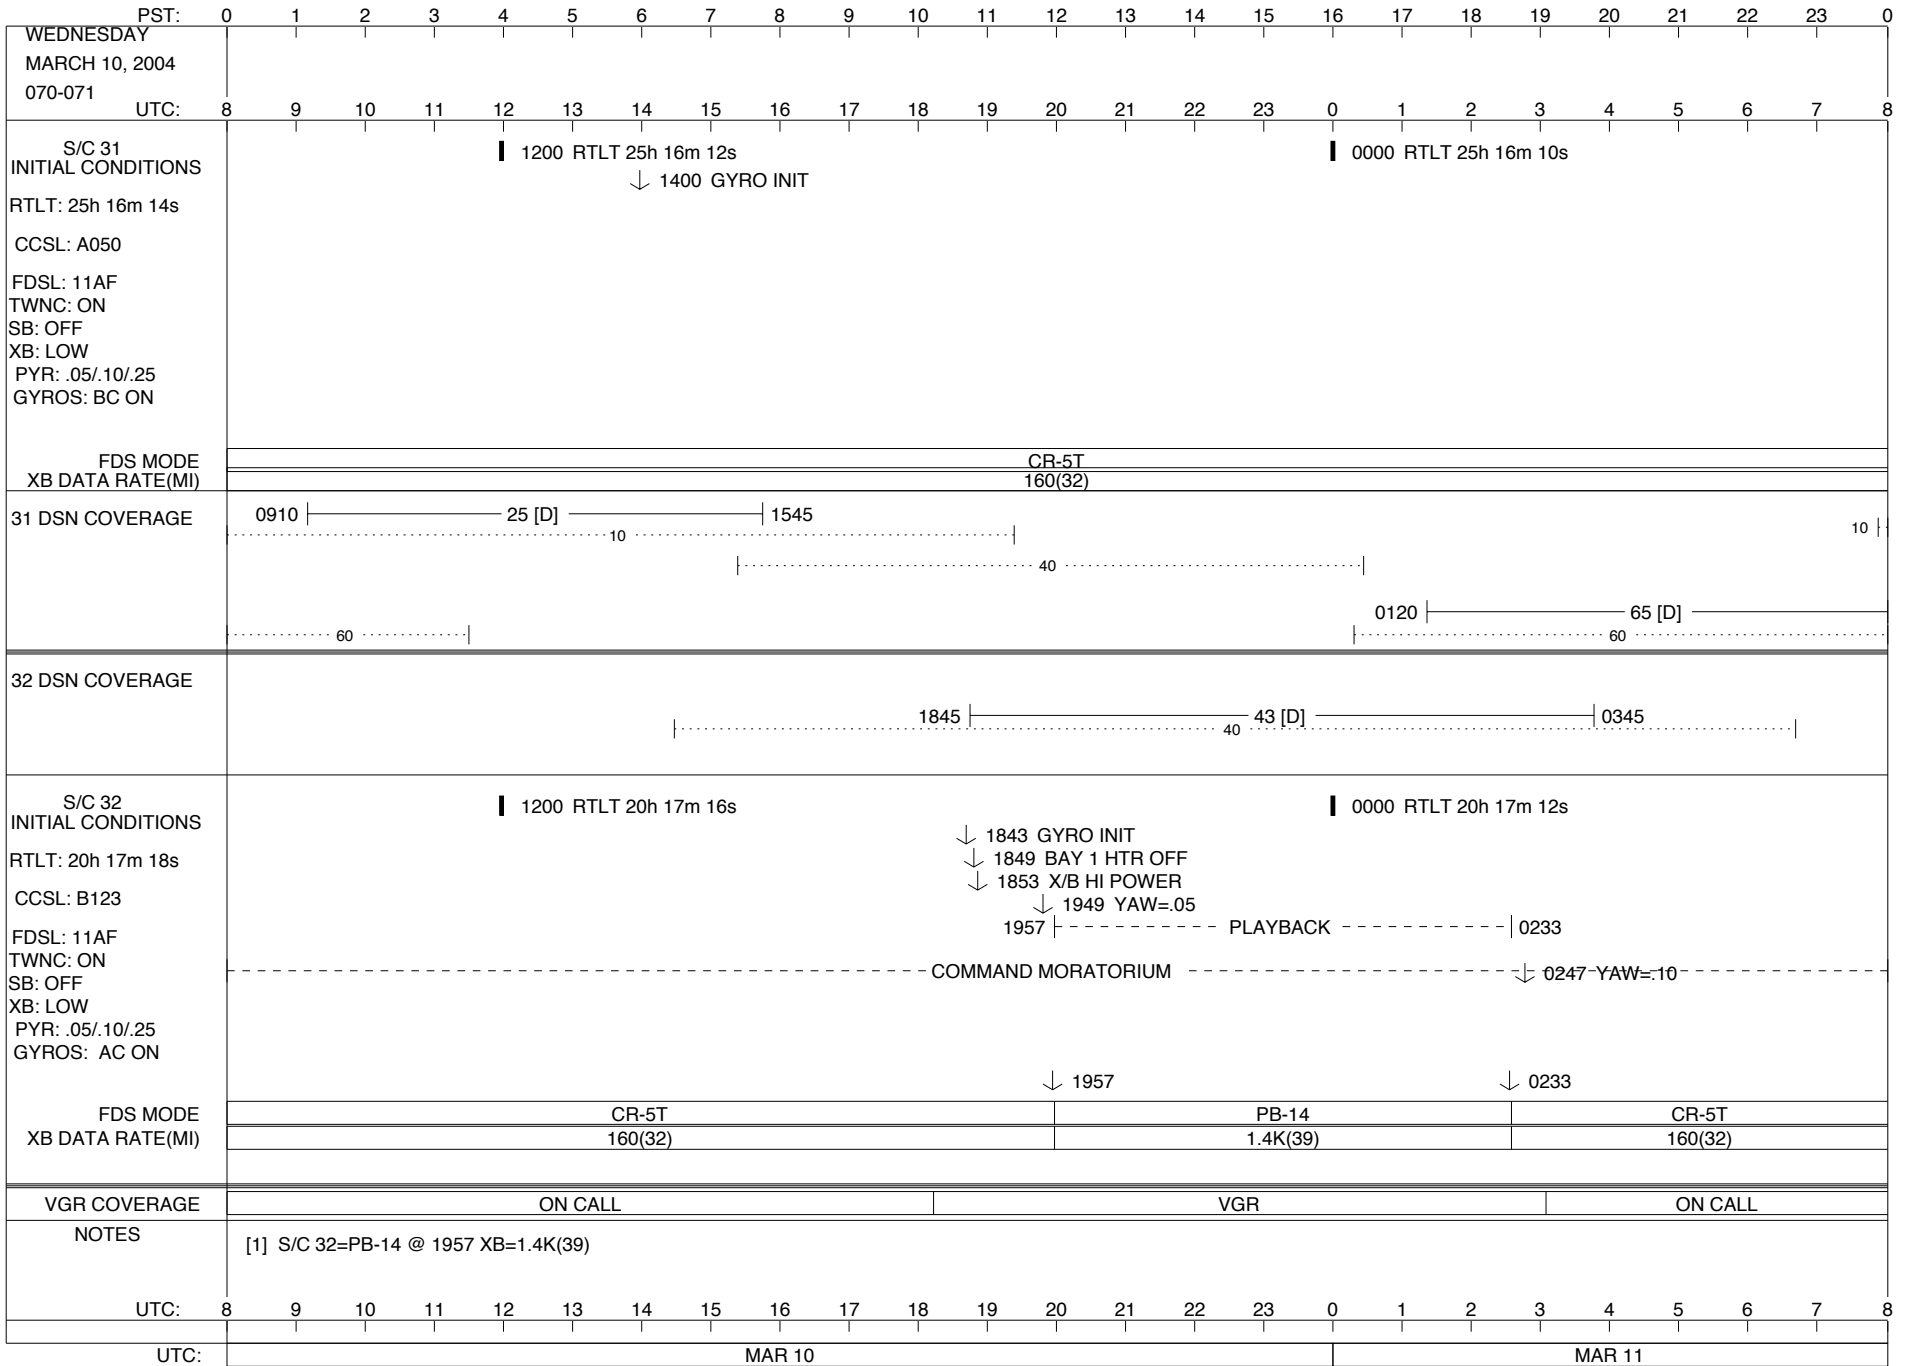 PST: 0 1 2 3 4 5 6 7 8 9 10 11 12 13 14 15 16 17 18 19 20 21 22 23 0
WEDNESDAY
MARCH 10, 2004
070-071
UTC: 8 9 10 11 12 13 14 15 16 17 18 19 20 21 22 23 0 1 2 3 4 5 6 7 8
S/C 31
INITIAL CONDITIONS
1200 RTLT 25h 16m 12s
0000 RTLT 25h 16m 10s
1400 GYRO INIT
RTLT: 25h 16m 14s
CCSL: A050
FDSL: 11AF
TWNC: ON
SB: OFF
XB: LOW
PYR: .05/.10/.25
GYROS: BC ON
FDS MODE CR-5T
XB DATA RATE(MI) 160(32)
31 DSN COVERAGE
0910 25 [D] 1545
10 10
40
0120 65 [D]
60 60
32 DSN COVERAGE
1845 43 [D] 0345
40
S/C 32
INITIAL CONDITIONS
1200 RTLT 20h 17m 16s
0000 RTLT 20h 17m 12s
1843 GYRO INIT
RTLT: 20h 17m 18s
1849 BAY 1 HTR OFF
1853 X/B HI POWER
CCSL: B123
1949 YAW=.05
1957 PLAYBACK 0233
FDSL: 11AF
TWNC: ON
COMMAND MORATORIUM
0247 YAW=.10
SB: OFF
XB: LOW
PYR: .05/.10/.25
GYROS: AC ON
1957 0233
FDS MODE CR-5T PB-14 CR-5T
XB DATA RATE(MI) 160(32) 1.4K(39) 160(32)
VGR COVERAGE ON CALL VGR ON CALL
NOTES
[1] S/C 32=PB-14 @ 1957 XB=1.4K(39)
UTC: 8 9 10 11 12 13 14 15 16 17 18 19 20 21 22 23 0 1 2 3 4 5 6 7 8
UTC: MAR 10 MAR 11